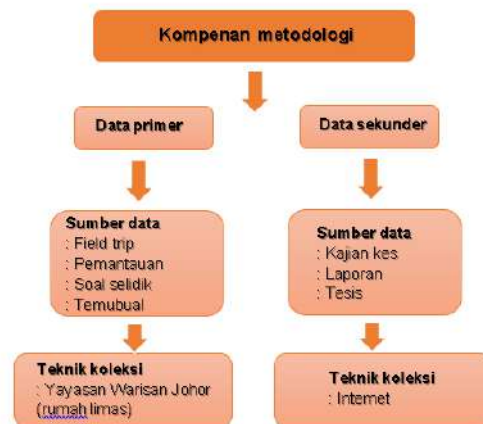 Kompenan metodologi
Data primer
Data sekunder
Sumber data
: Field trip
: Pemantauan
: Soal selidik
: Temubual
Sumber data
: Kajian kes
: Laporan
: Tesis
Teknik koleksi
: Yayasan Warisan Johor
(rumah limas)
Teknik koleksi
: Internet